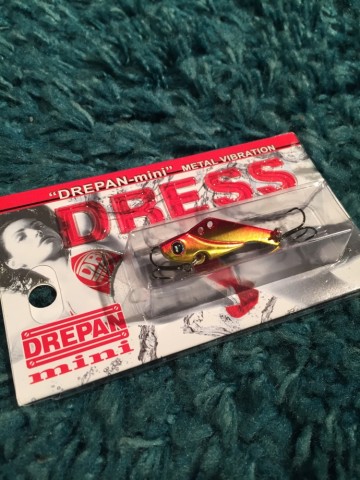 "DREPAN-mini" METAL VIBRATION
DRESS
DREPAN
mini